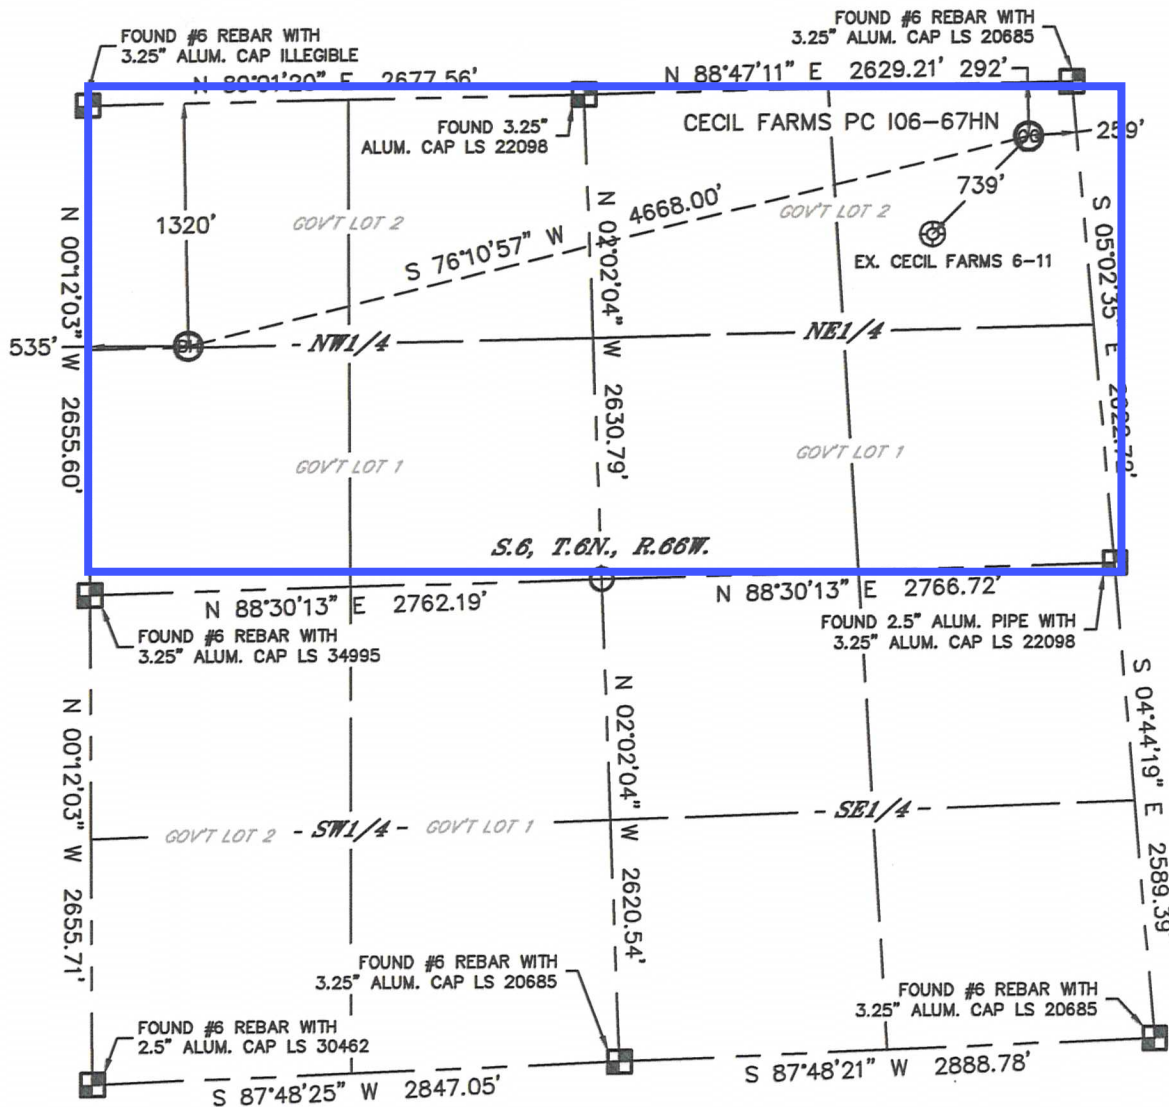 FOUND #6 REBAR WITH
3.25" ALUM. CAP ILLEGIBLE
FOUND #6 REBAR WITH
3.25" ALUM. CAP LS 20685
E 2677.56'
N 88°47'11" E 2629.21' 292'
FOUND 3.25"
ALUM. CAP LS 22098
CECIL FARMS PC I06-67HN
259'
739'
1320'
GOV'T LOT 2
4668.00'
GOV'T LOT 2
S 76°10'57" W
EX. CECIL FARMS 6-11
N 00°12'03" W 2655.60'
N 02°02'04" W 2630.79'
S 05°02'35" E
535'
- NW1/4
NE1/4
GOV'T LOT 1
GOV'T LOT 1
S.6, T.6N., R.66W.
N 88°30'13" E 2762.19'
N 88°30'13" E 2766.72'
FOUND #6 REBAR WITH
3.25" ALUM. CAP LS 34995
FOUND 2.5" ALUM. PIPE WITH
3.25" ALUM. CAP LS 22098
N 00°12'03" W 2655.71'
N 02°02'04" W 2620.54'
S 04°44'19" E 2589.39
GOV'T LOT 2 - SW1/4 - GOV'T LOT 1
- SE1/4 -
FOUND #6 REBAR WITH
3.25" ALUM. CAP LS 20685
FOUND #6 REBAR WITH
3.25" ALUM. CAP LS 20685
FOUND #6 REBAR WITH
2.5" ALUM. CAP LS 30462
S 87°48'25" W 2847.05'
S 87°48'21" W 2888.78'